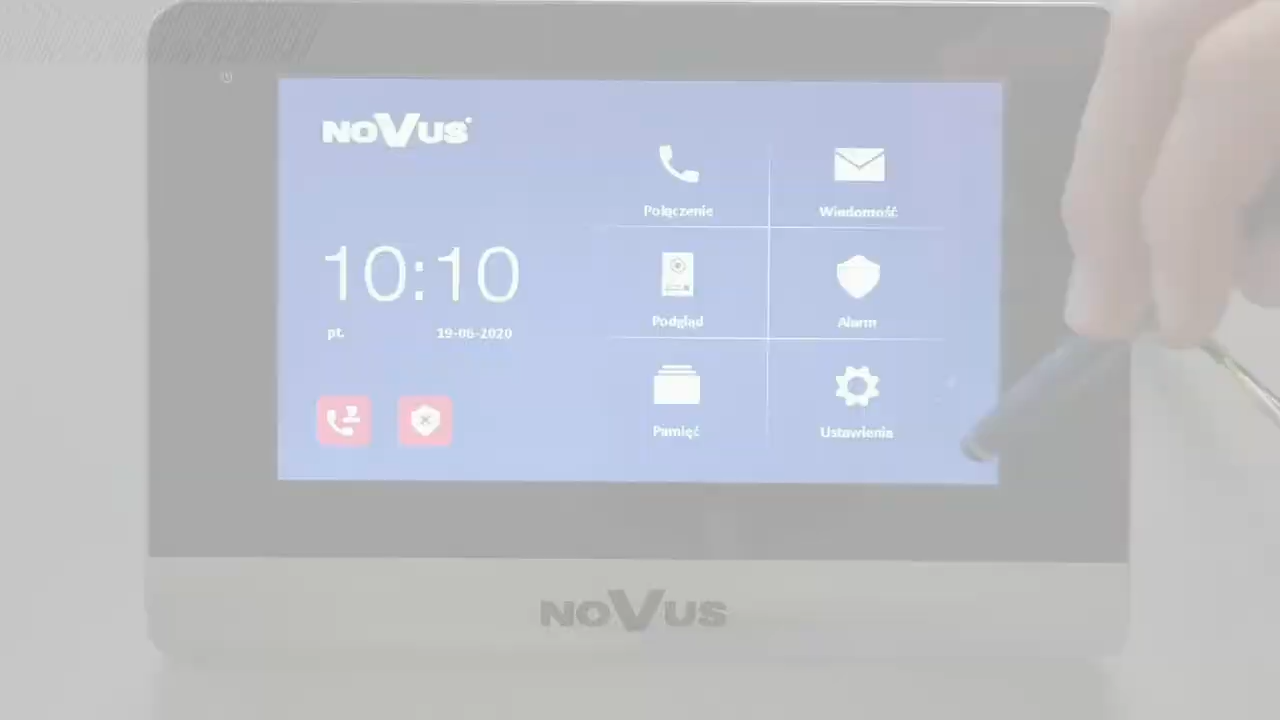 NOVUS
10:10
pt. 19-06-2020
Połączenie
Wiadomość
Podgląd
Alarm
Pamięć
Ustawienia
NOVUS